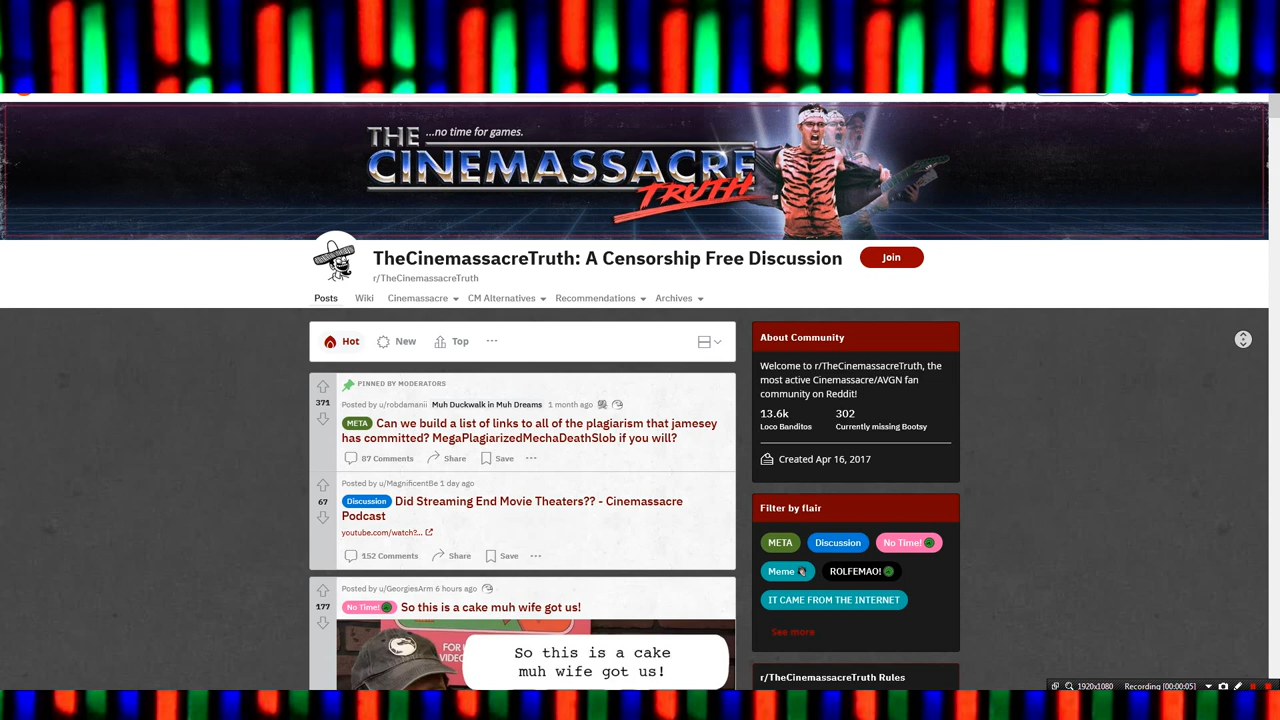 ...no time for games.
THE
CINEMASSACRE
TRUTH
TheCinemassacreTruth: A Censorship Free Discussion
Join
r/TheCinemassacreTruth
Posts Wiki Cinemassacre CM Alternatives Recommendations Archives
Hot New Top ...
PINNED BY MODERATORS
371
Posted by u/robdamanii Muh Duckwalk in Muh Dreams 1 month ago
META Can we build a list of links to all of the plagiarism that jamesey
has committed? MegaPlagiarizedMechaDeathSlob if you will?
87 Comments Share Save ...
67
Posted by u/MagnificentBe 1 day ago
Discussion Did Streaming End Movie Theaters?? - Cinemassacre
Podcast
youtube.com/watch?...
152 Comments Share Save ...
177
Posted by u/GeorgiesArm 6 hours ago
No Time! So this is a cake muh wife got us!
FOR
VIDEO
So this is a cake
muh wife got us!
About Community
Welcome to r/TheCinemassacreTruth, the
most active Cinemassacre/AVGN fan
community on Reddit!
13.6k 302
Loco Banditos Currently missing Bootsy
Created Apr 16, 2017
Filter by flair
META Discussion No Time!
Meme ROLFEMAO!
IT CAME FROM THE INTERNET
See more
r/TheCinemassacreTruth Rules
1920x1080 Recording [00:00:05]